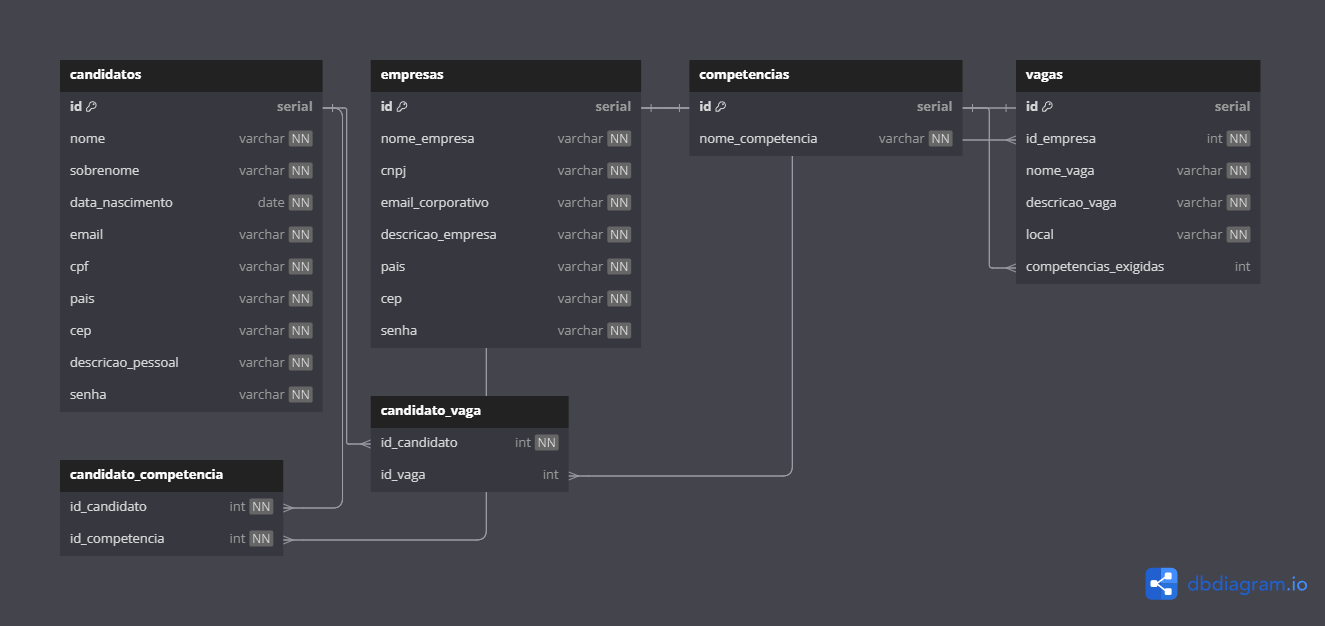 candidatos
id serial
nome varchar NN
sobrenome varchar NN
data_nascimento date NN
email varchar NN
cpf varchar NN
pais varchar NN
cep varchar NN
descricao_pessoal varchar NN
senha varchar NN
empresas
id serial
nome_empresa varchar NN
cnpj varchar NN
email_corporativo varchar NN
descricao_empresa varchar NN
pais varchar NN
cep varchar NN
senha varchar NN
competencias
id serial
nome_competencia varchar NN
vagas
id serial
id_empresa int NN
nome_vaga varchar NN
descricao_vaga varchar NN
local varchar NN
competencias_exigidas int
candidato_vaga
id_candidato int NN
id_vaga int
candidato_competencia
id_candidato int NN
id_competencia int NN
dbdiagram.io